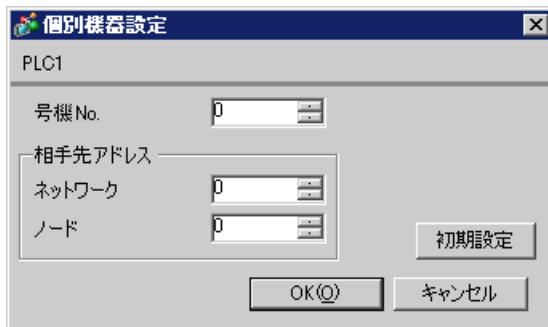 個別機器設定
PLC1
号機No. 0
相手先アドレス
ネットワーク 0
ノード 0
初期設定
OK(O) キャンセル